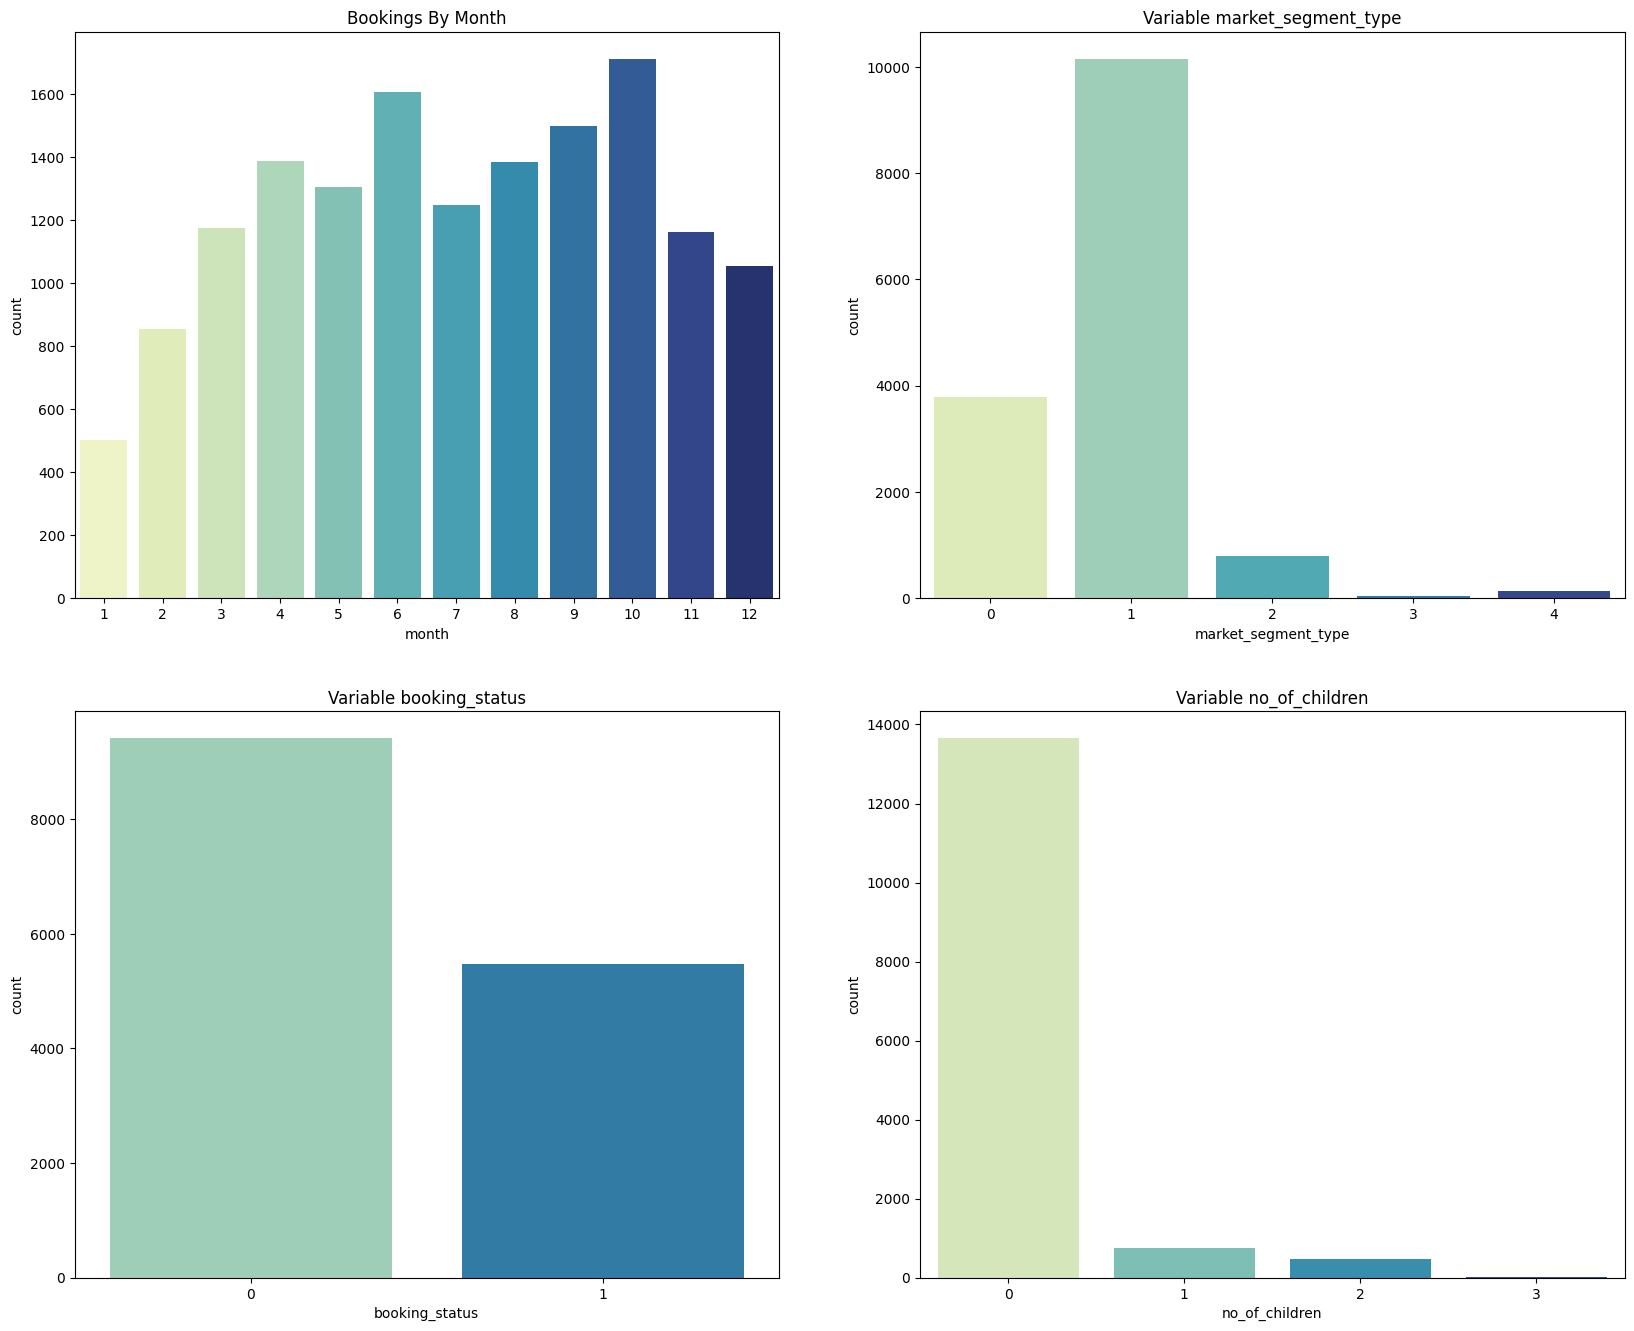 Bookings By Month
count
1600
1400
1200
1000
800
600
400
200
0
1 2 3 4 5 6 7 8 9 10 11 12
month
Variable market_segment_type
count
10000
8000
6000
4000
2000
0
0 1 2 3 4
market_segment_type
Variable booking_status
count
8000
6000
4000
2000
0
0 1
booking_status
Variable no_of_children
count
14000
12000
10000
8000
6000
4000
2000
0
0 1 2 3
no_of_children